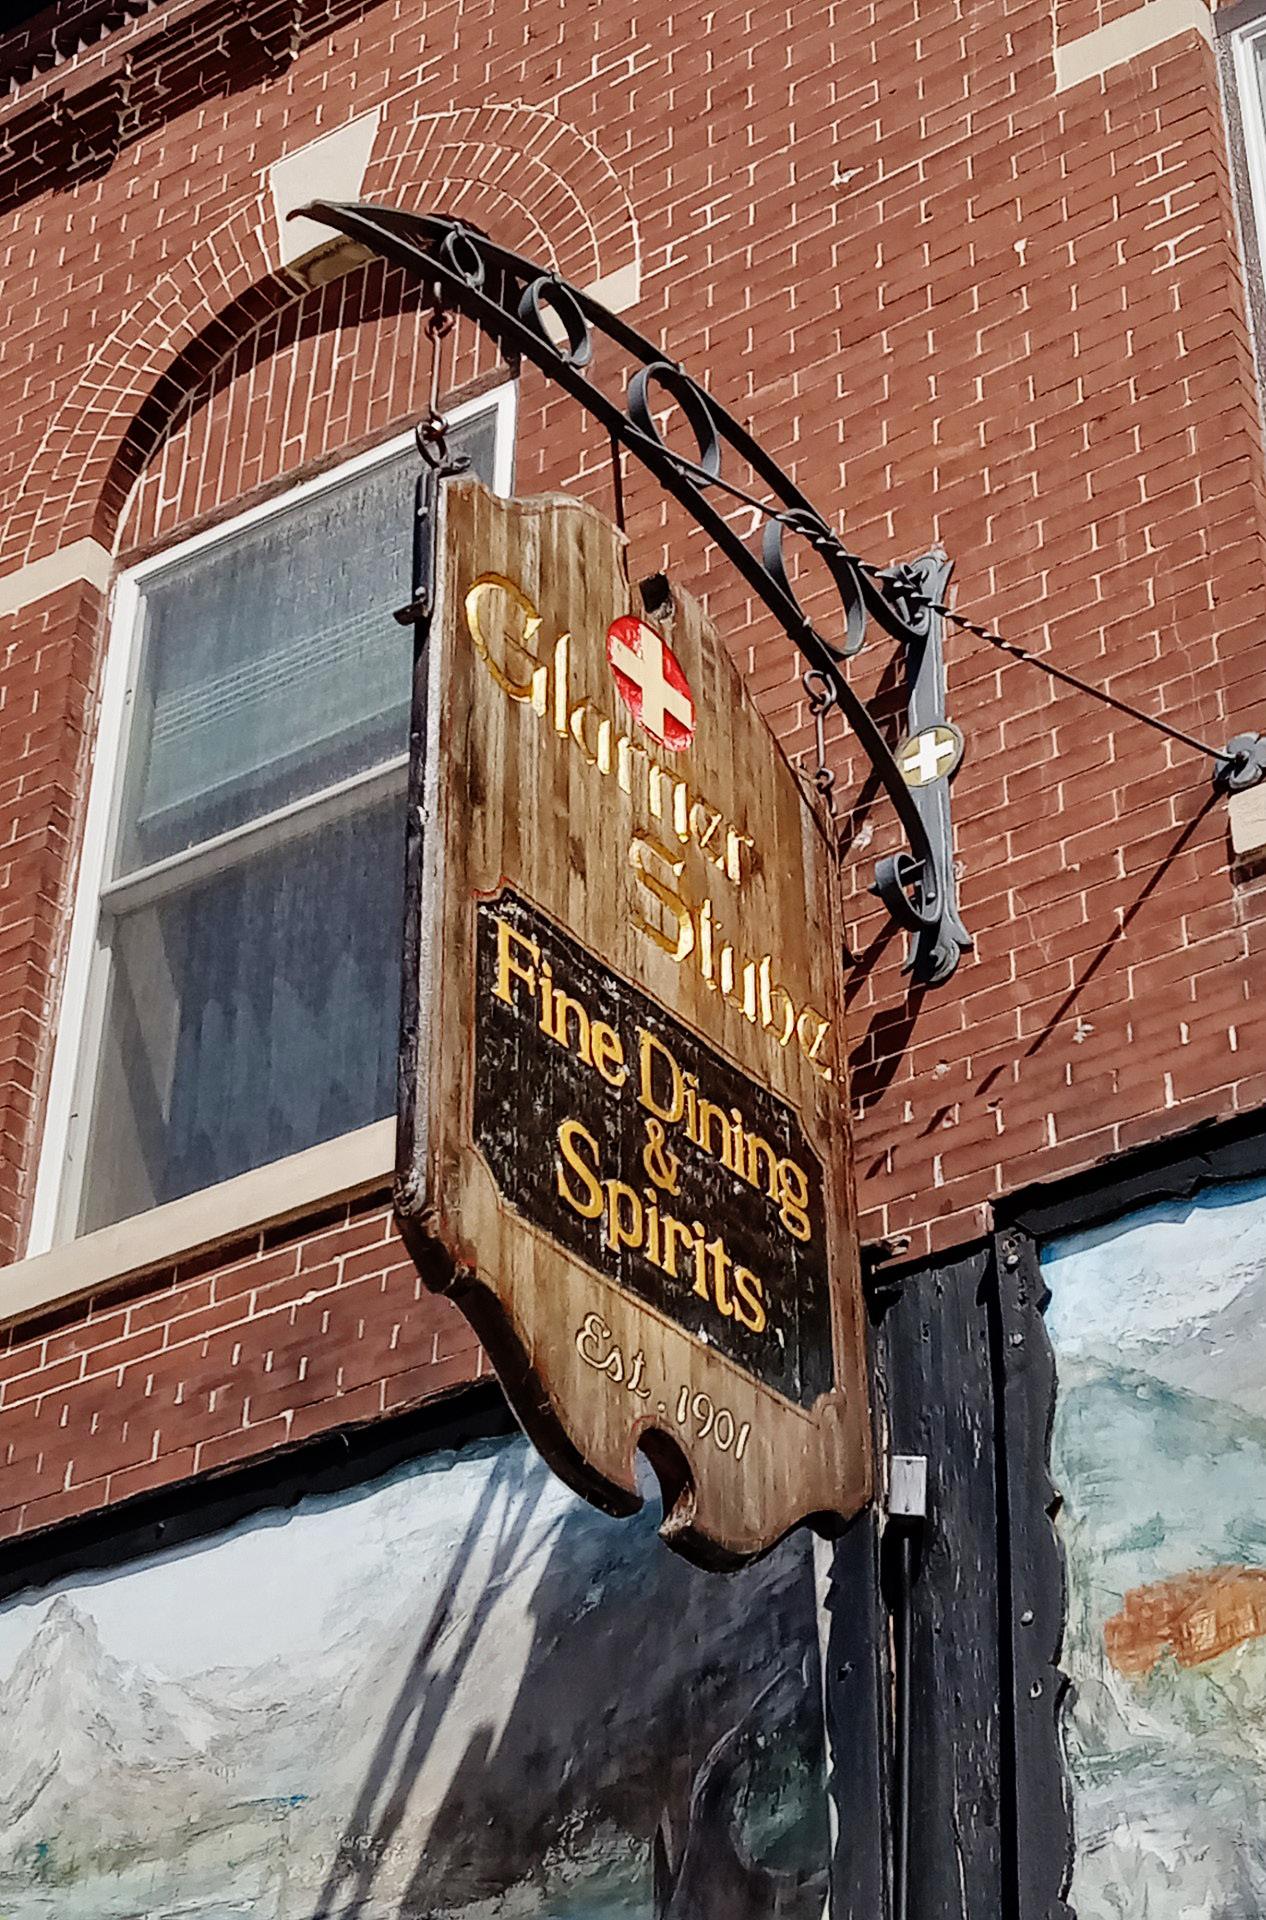 Glarner
Stube
Fine Dining
&
Spirits
Est. 1901